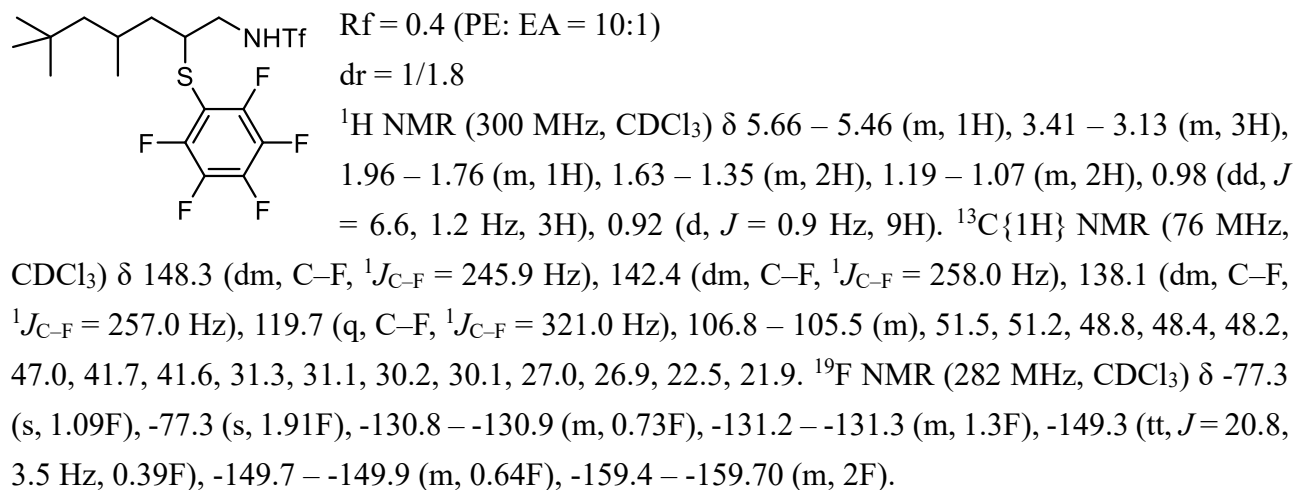 NHTf
S
F
F
F
F
F
Rf = 0.4 (PE: EA = 10:1)
dr = 1/1.8
¹H NMR (300 MHz, CDCl₃) δ 5.66 – 5.46 (m, 1H), 3.41 – 3.13 (m, 3H),
1.96 – 1.76 (m, 1H), 1.63 – 1.35 (m, 2H), 1.19 – 1.07 (m, 2H), 0.98 (dd, J
= 6.6, 1.2 Hz, 3H), 0.92 (d, J = 0.9 Hz, 9H). ¹³C{1H} NMR (76 MHz,
CDCl₃) δ 148.3 (dm, C–F, ¹J_C–F = 245.9 Hz), 142.4 (dm, C–F, ¹J_C–F = 258.0 Hz), 138.1 (dm, C–F,
¹J_C–F = 257.0 Hz), 119.7 (q, C–F, ¹J_C–F = 321.0 Hz), 106.8 – 105.5 (m), 51.5, 51.2, 48.8, 48.4, 48.2,
47.0, 41.7, 41.6, 31.3, 31.1, 30.2, 30.1, 27.0, 26.9, 22.5, 21.9. ¹⁹F NMR (282 MHz, CDCl₃) δ -77.3
(s, 1.09F), -77.3 (s, 1.91F), -130.8 – -130.9 (m, 0.73F), -131.2 – -131.3 (m, 1.3F), -149.3 (tt, J = 20.8,
3.5 Hz, 0.39F), -149.7 – -149.9 (m, 0.64F), -159.4 – -159.70 (m, 2F).